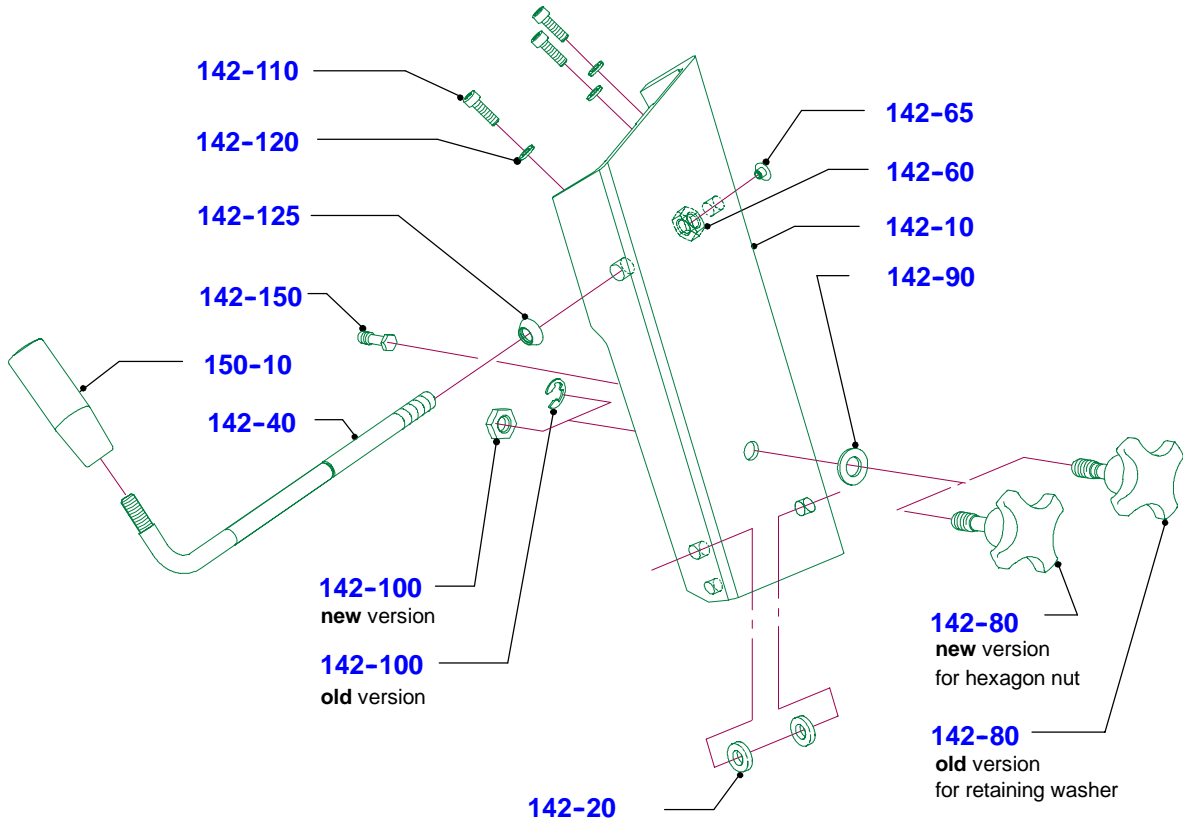 142-110
142-120
142-125
142-150
150-10
142-40
142-100
new version
142-100
old version
142-20
142-65
142-60
142-10
142-90
142-80
new version
for hexagon nut
142-80
old version
for retaining washer